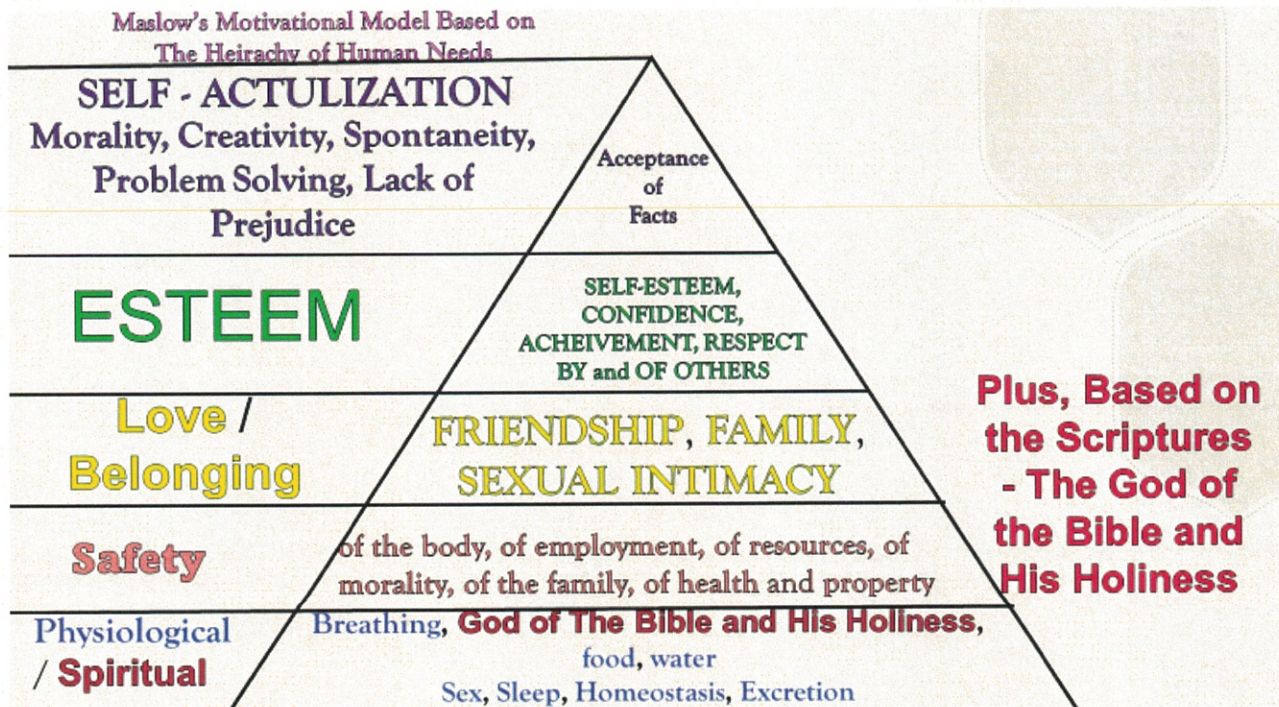 Maslow's Motivational Model Based on
The Heirachy of Human Needs
SELF - ACTULIZATION
Morality, Creativity, Spontaneity,
Problem Solving, Lack of
Prejudice
Acceptance
of
Facts
ESTEEM
SELF-ESTEEM,
CONFIDENCE,
ACHEIVEMENT, RESPECT
BY and OF OTHERS
Love /
Belonging
FRIENDSHIP, FAMILY,
SEXUAL INTIMACY
Safety
of the body, of employment, of resources, of
morality, of the family, of health and property
Physiological
/ Spiritual
Breathing, God of The Bible and His Holiness,
food, water
Sex, Sleep, Homeostasis, Excretion
Plus, Based on
the Scriptures
- The God of
the Bible and
His Holiness